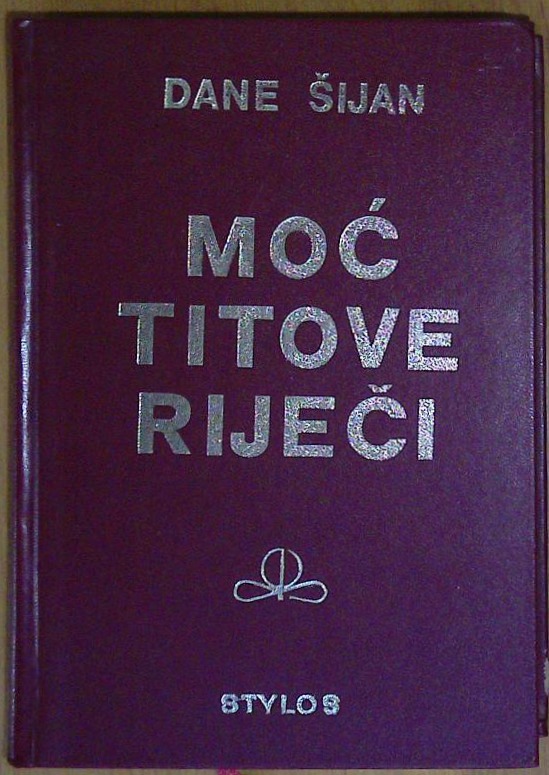 DANE ŠIJAN
MOĆ
TITOVE
RIJEČI
STYLOS